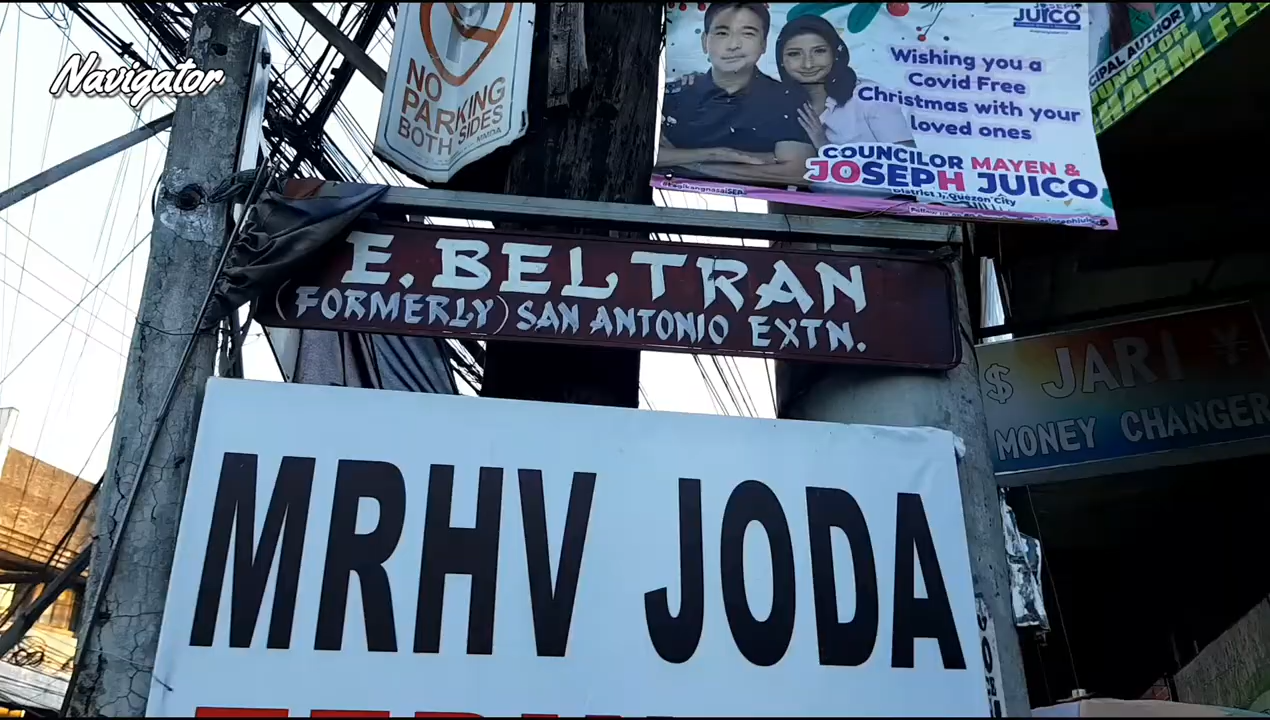 Navigator
NO
PARKING
BOTH SIDES
MMDA
JOSEPH
JUICO
Wishing you a
Covid Free
Christmas with your
loved ones
COUNCILOR MAYEN &
JOSEPH JUICO
District 1, Quezon City
E. BELTRAN
(FORMERLY) SAN ANTONIO EXTN.
$ JARI ¥
MONEY CHANGER
MRHV JODA